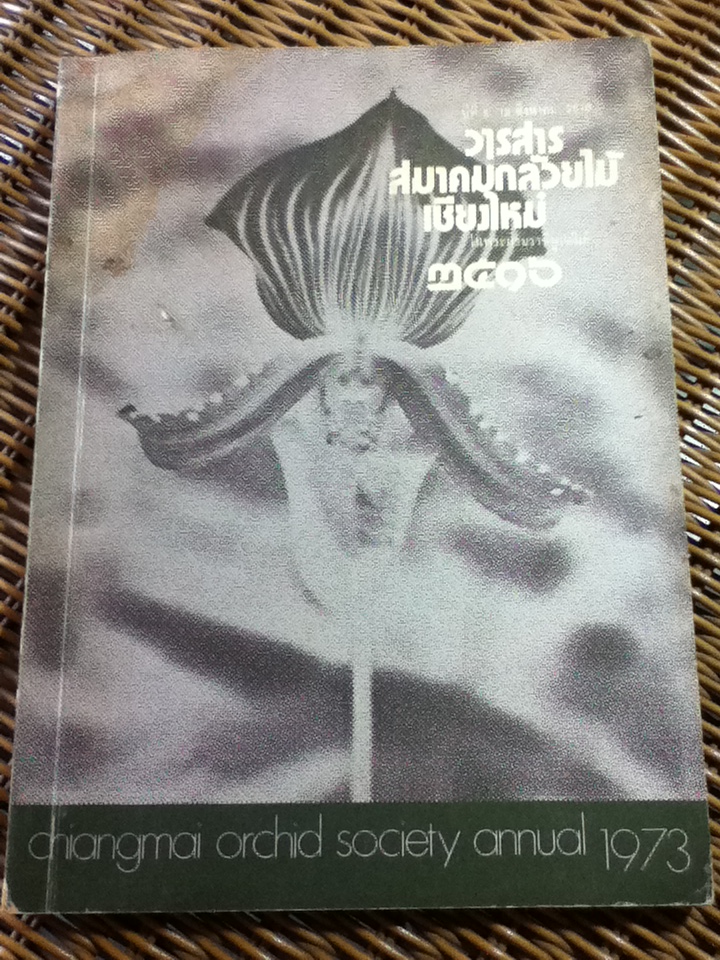 วารสาร
สมาคมกล้วยไม้
เชียงใหม่
๒๕๑๖
chiangmai orchid society annual 1973